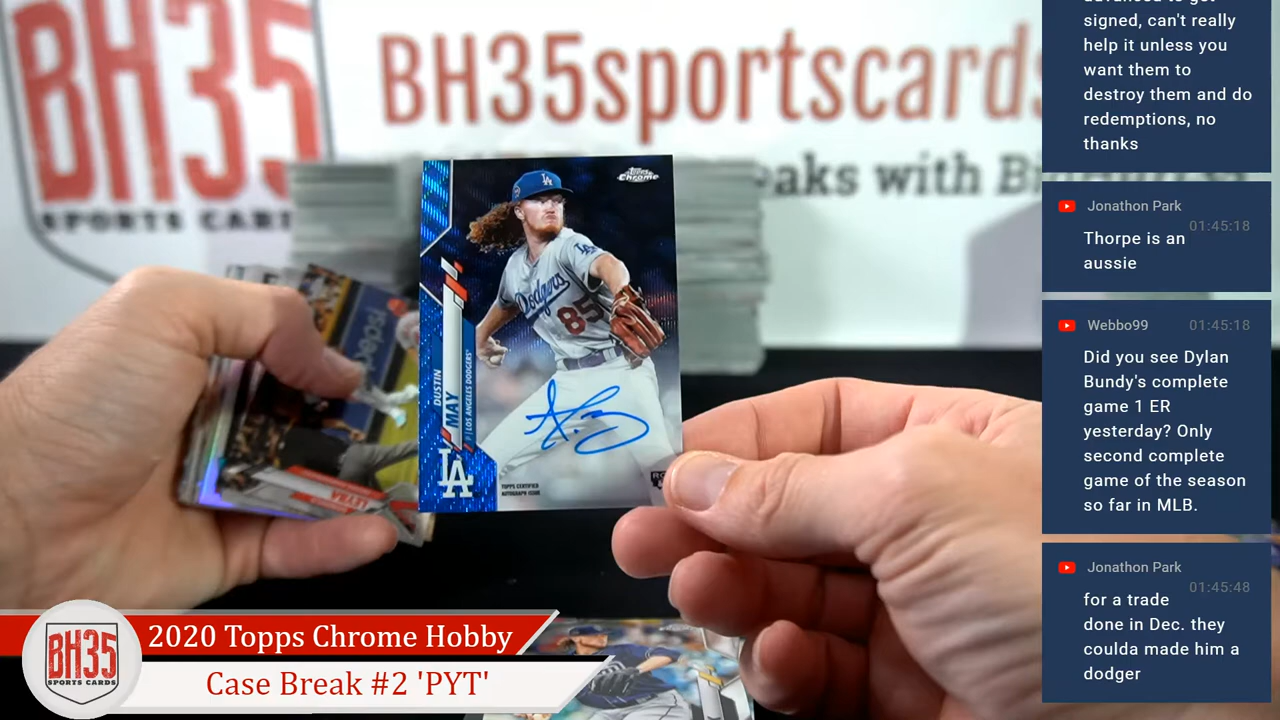 BH35
SPORTS CARDS
BH35sportscards
eaks with B
Topps
Chrome
LA
Dodgers
85
LA
DUSTIN
MAY
P | LOS ANGELES DODGERS
LA
TOPPS CERTIFIED
AUTOGRAPH ISSUE
VILLA
signed, can't really
help it unless you
want them to
destroy them and do
redemptions, no
thanks
Jonathon Park
01:45:18
Thorpe is an
aussie
Webbo99 01:45:18
Did you see Dylan
Bundy's complete
game 1 ER
yesterday? Only
second complete
game of the season
so far in MLB.
Jonathon Park
01:45:48
for a trade
done in Dec. they
coulda made him a
dodger
BH35
SPORTS CARDS
2020 Topps Chrome Hobby
Case Break #2 'PYT'